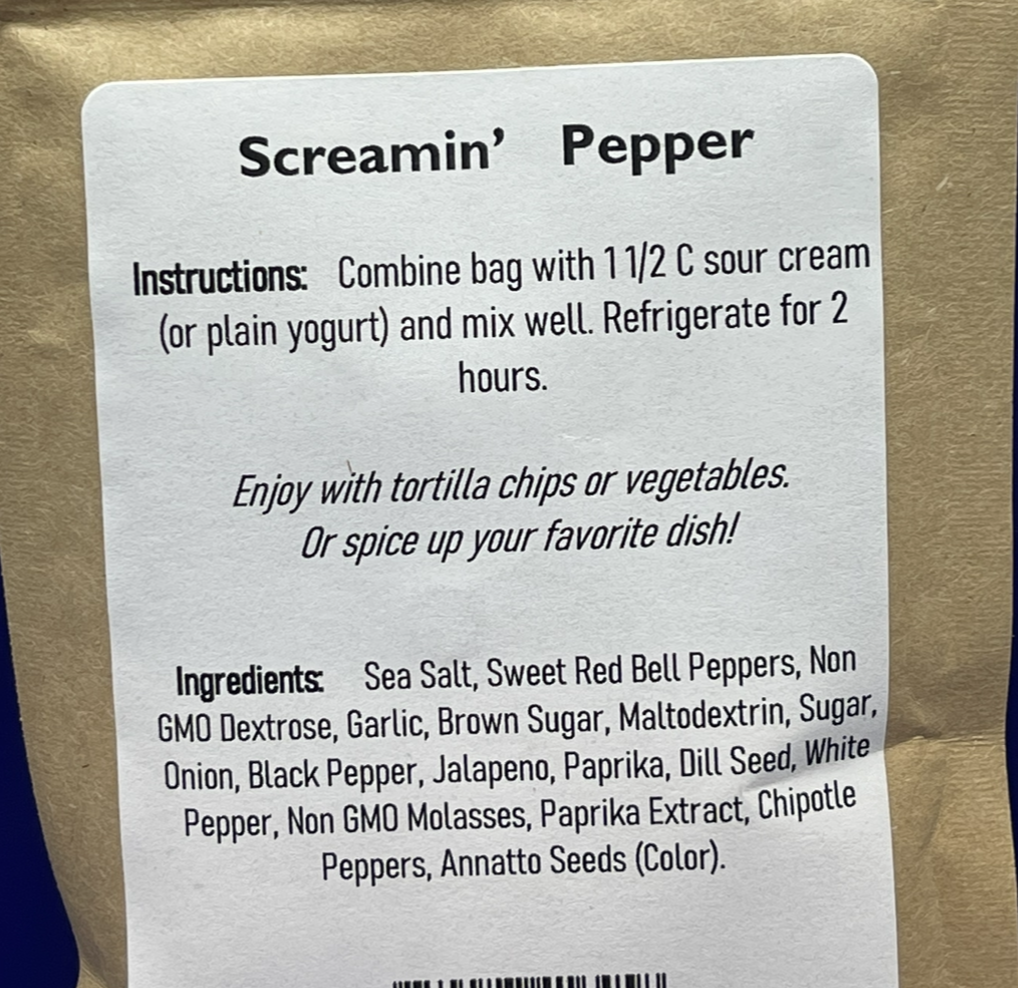 Screamin' Pepper
Instructions: Combine bag with 1 1/2 C sour cream
(or plain yogurt) and mix well. Refrigerate for 2
hours.
Enjoy with tortilla chips or vegetables.
Or spice up your favorite dish!
Ingredients: Sea Salt, Sweet Red Bell Peppers, Non
GMO Dextrose, Garlic, Brown Sugar, Maltodextrin, Sugar,
Onion, Black Pepper, Jalapeno, Paprika, Dill Seed, White
Pepper, Non GMO Molasses, Paprika Extract, Chipotle
Peppers, Annatto Seeds (Color).